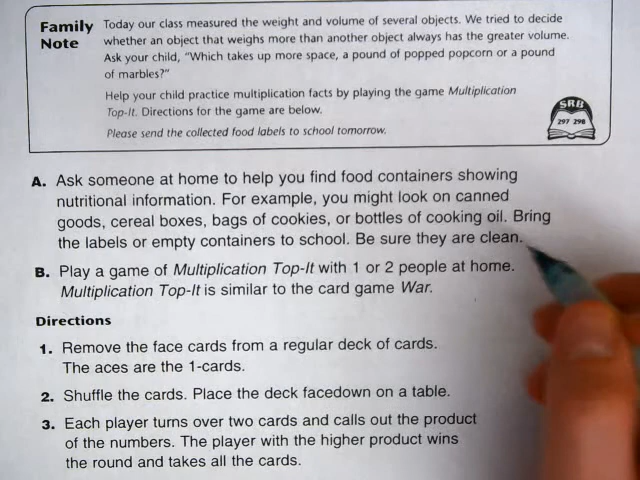 Family Note
Today our class measured the weight and volume of several objects. We tried to decide
whether an object that weighs more than another object always has the greater volume.
Ask your child, “Which takes up more space, a pound of popped popcorn or a pound
of marbles?”
Help your child practice multiplication facts by playing the game Multiplication
Top-It. Directions for the game are below.
Please send the collected food labels to school tomorrow.
SRB
297 298
A. Ask someone at home to help you find food containers showing
nutritional information. For example, you might look on canned
goods, cereal boxes, bags of cookies, or bottles of cooking oil. Bring
the labels or empty containers to school. Be sure they are clean.
B. Play a game of Multiplication Top-It with 1 or 2 people at home.
Multiplication Top-It is similar to the card game War.
Directions
1. Remove the face cards from a regular deck of cards.
The aces are the 1-cards.
2. Shuffle the cards. Place the deck facedown on a table.
3. Each player turns over two cards and calls out the product
of the numbers. The player with the higher product wins
the round and takes all the cards.